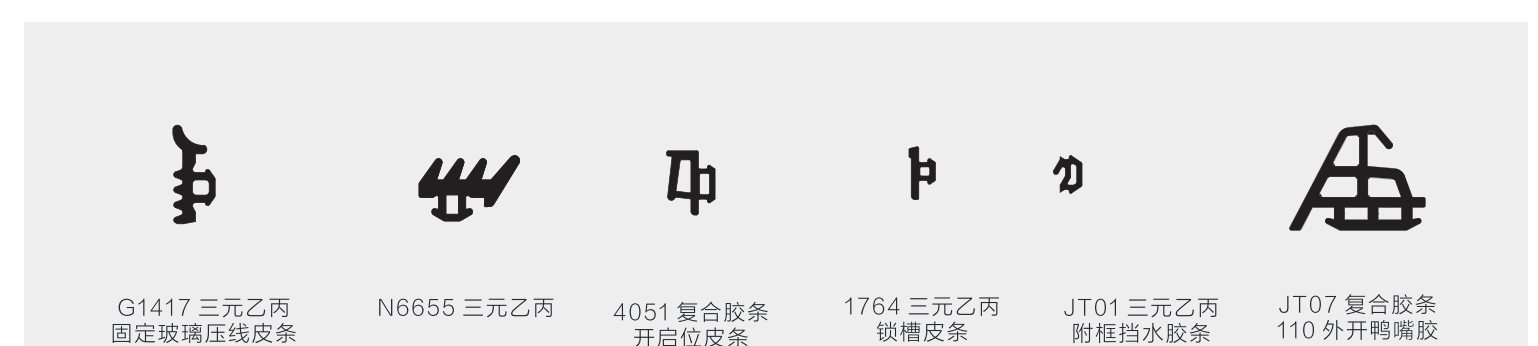 G1417 三元乙丙
固定玻璃压线皮条
N6655 三元乙丙
4051 复合胶条
开启位皮条
1764 三元乙丙
锁槽皮条
JT01 三元乙丙
附框挡水胶条
JT07 复合胶条
110 外开鸭嘴胶